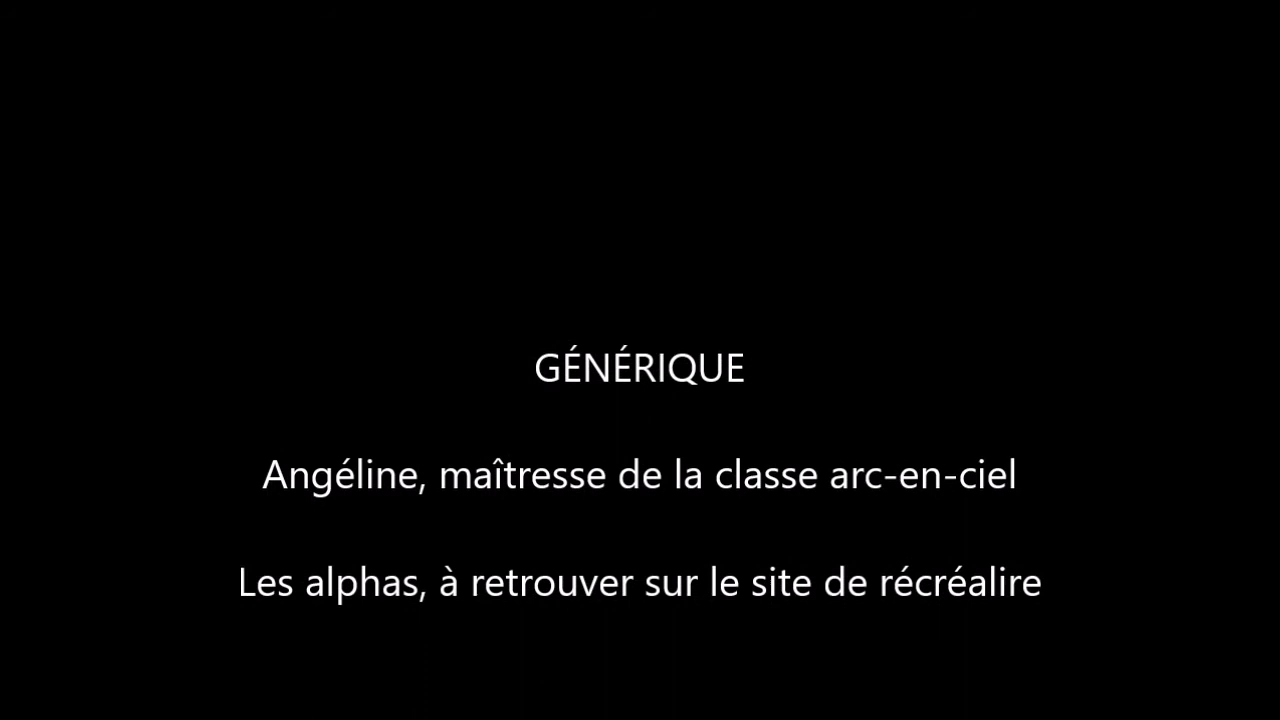 GÉNÉRIQUE
Angéline, maîtresse de la classe arc-en-ciel
Les alphas, à retrouver sur le site de récréalire